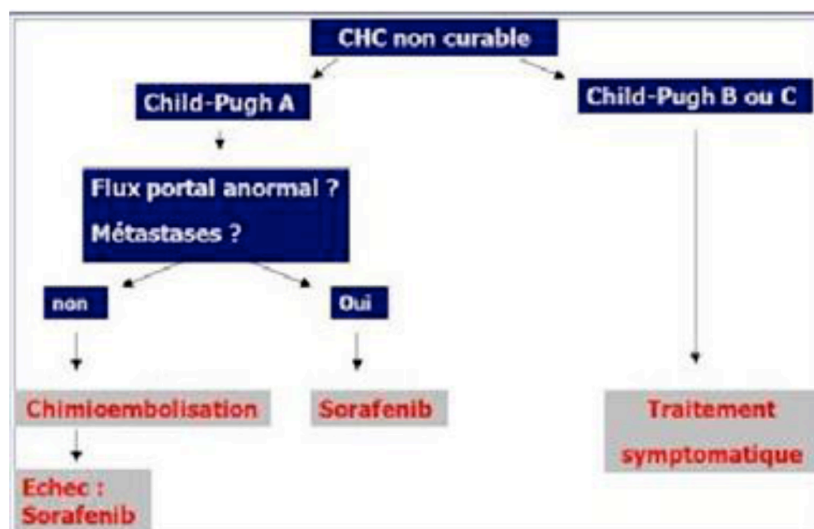 CHC non curable
Child-Pugh A
Child-Pugh B ou C
Flux portal anormal ?
Métastases ?
non
Oui
Chimioembolisation
Sorafenib
Traitement
symptomatique
Echec :
Sorafenib